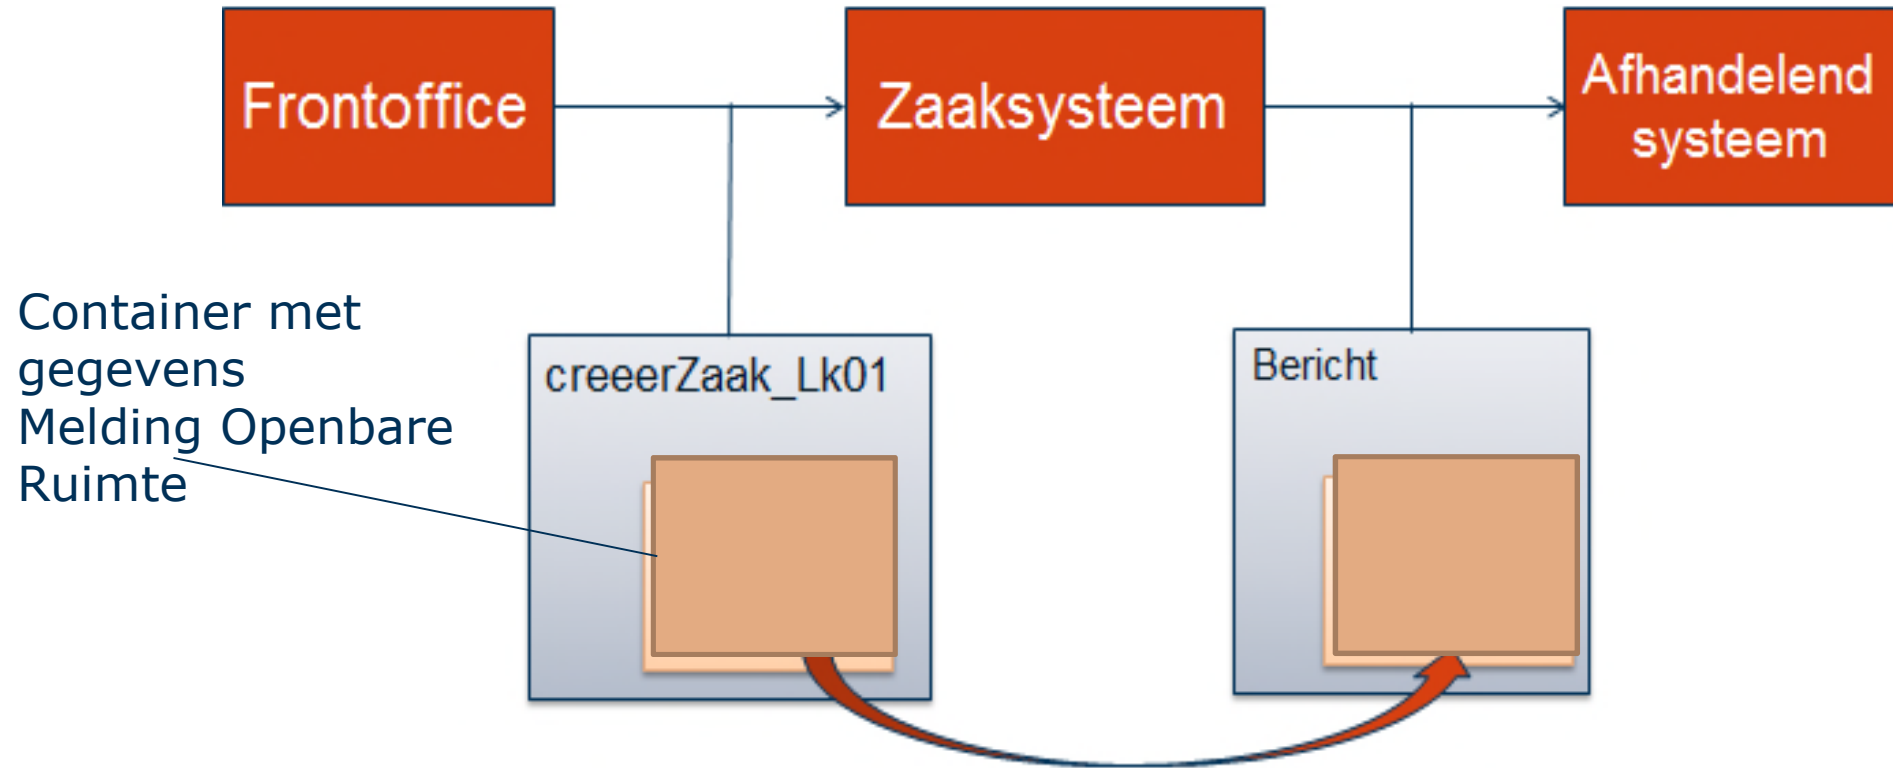 Frontoffice
Zaaksysteem
Afhandelend
systeem
Container met
gegevens
Melding Openbare
Ruimte
creeerZaak_Lk01
Bericht